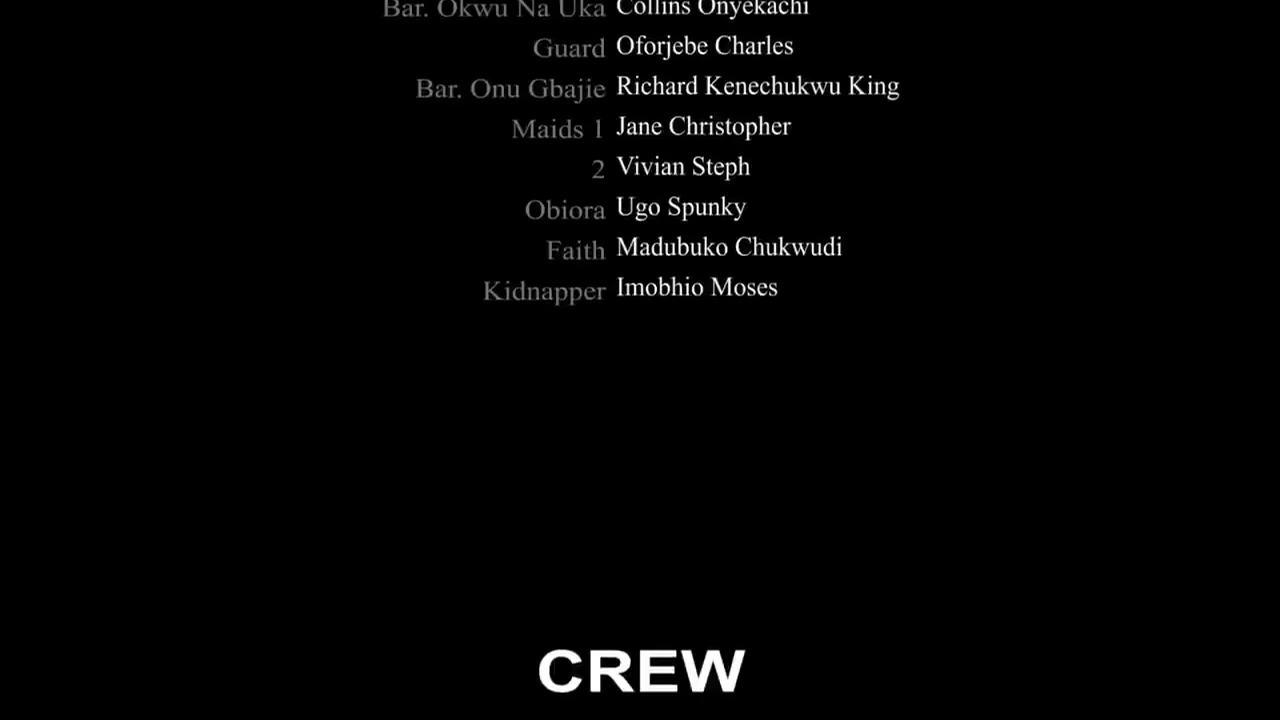 Bar. Okwu Na Uka Collins Onyekachi
Guard Oforjebe Charles
Bar. Onu Gbajie Richard Kenechukwu King
Maids 1 Jane Christopher
2 Vivian Steph
Obiora Ugo Spunky
Faith Madubuko Chukwudi
Kidnapper Imobhio Moses
CREW